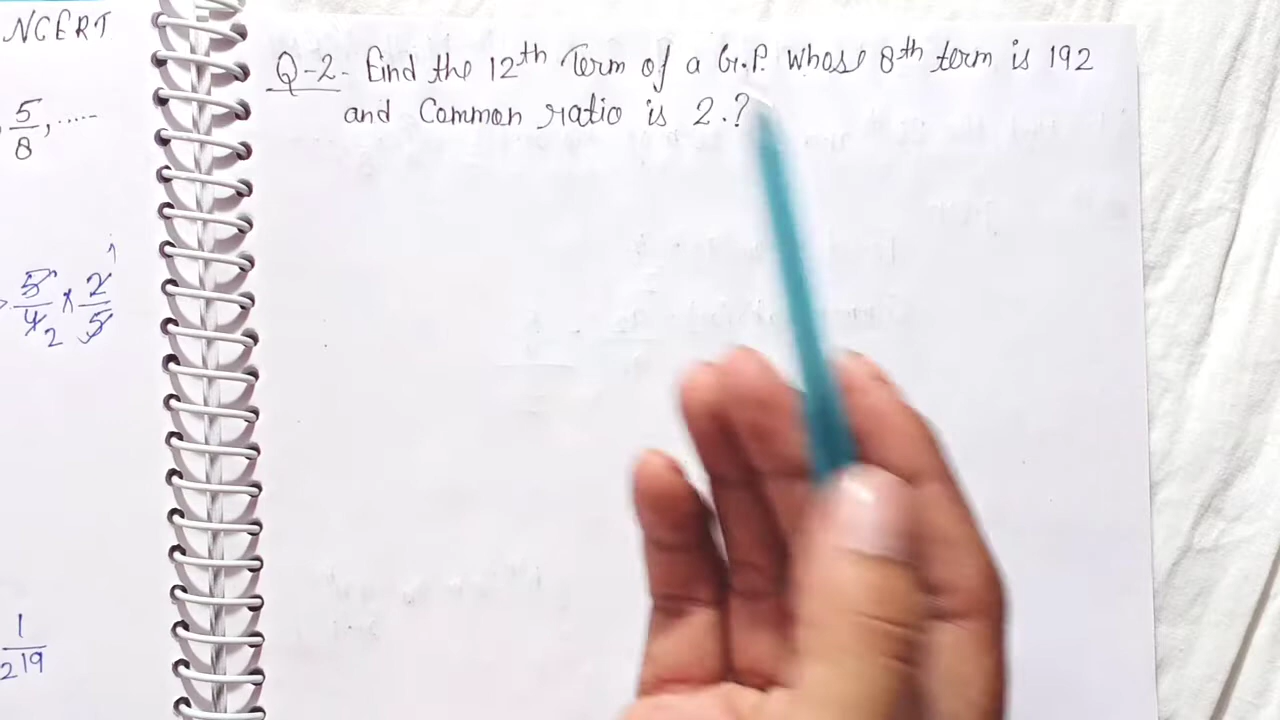 NCERT
5/8, .....
5/4 2 × 2/5 1
1/2^19
Q-2- Find the 12th Term of a G.P. whose 8th term is 192
and Common ratio is 2.?